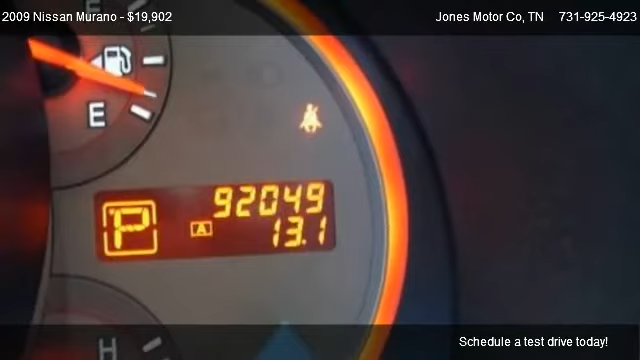 2009 Nissan Murano - $19,902
Jones Motor Co, TN 731-925-4923
E
92049
P
A 13.1
H
Schedule a test drive today!